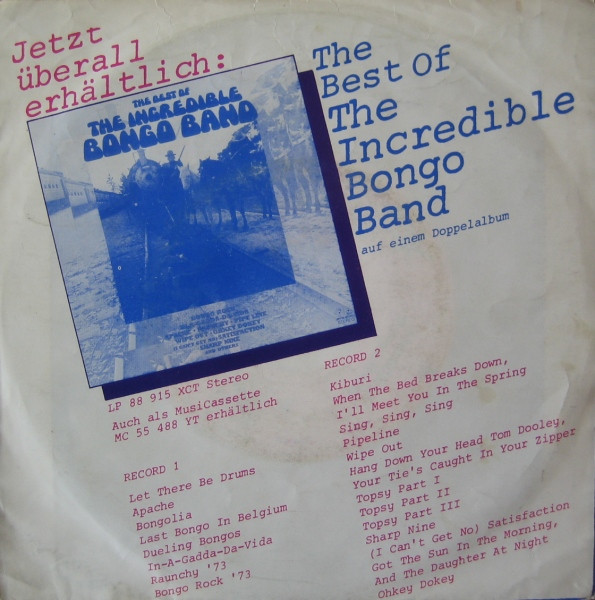 Jetzt
überall
erhältlich:
THE BEST OF
THE INCREDIBLE
BONGO BAND
The
Best Of
The
Incredible
Bongo
Band
auf einem Doppelalbum
LP 88 915 XCT Stereo
Auch als MusiCassette
MC 55 488 YT erhältlich
RECORD 1
Let There Be Drums
Apache
Bongolia
Last Bongo In Belgium
Dueling Bongos
In-A-Gadda-Da-Vida
Raunchy '73
Bongo Rock '73
RECORD 2
Kiburi
When The Bed Breaks Down,
I'll Meet You In The Spring
Sing, Sing, Sing
Pipeline
Wipe Out
Hang Down Your Head Tom Dooley,
Your Tie's Caught In Your Zipper
Topsy Part I
Topsy Part II
Topsy Part III
Sharp Nine
(I Can't Get No) Satisfaction
Got The Sun In The Morning,
And The Daughter At Night
Ohkey Dokey